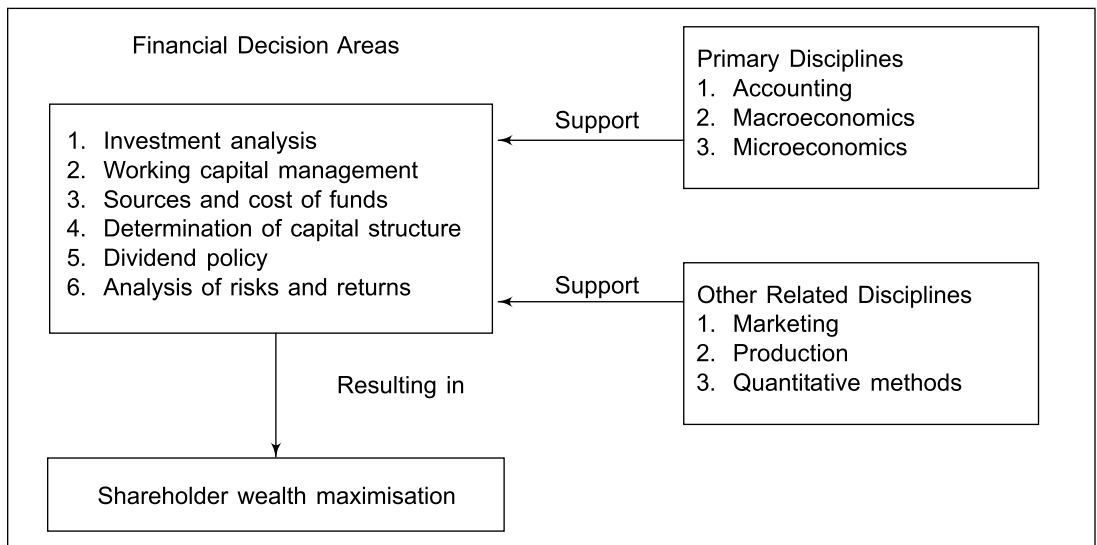 Financial Decision Areas
1. Investment analysis
2. Working capital management
3. Sources and cost of funds
4. Determination of capital structure
5. Dividend policy
6. Analysis of risks and returns
Support
Primary Disciplines
1. Accounting
2. Macroeconomics
3. Microeconomics
Support
Other Related Disciplines
1. Marketing
2. Production
3. Quantitative methods
Resulting in
Shareholder wealth maximisation